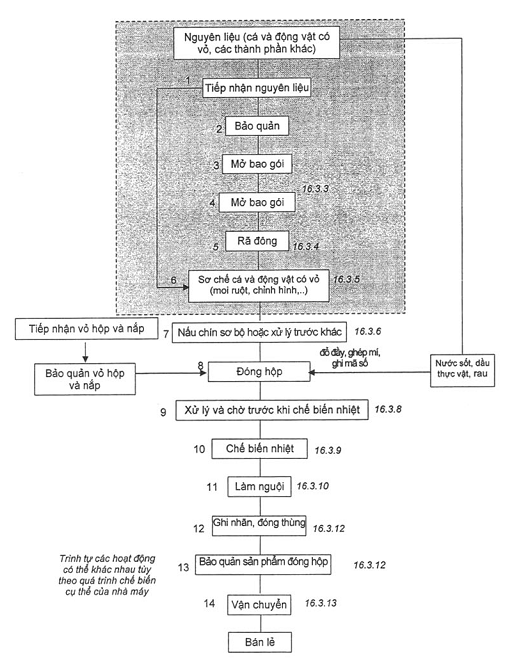 Nguyên liệu (cá và động vật có
vỏ, các thành phần khác)
1
Tiếp nhận nguyên liệu
2
Bảo quản
3
Mở bao gói
16.3.3
4
Mở bao gói
5
Rã đông
16.3.4
6
Sơ chế cá và động vật có vỏ
(moi ruột, chỉnh hình,..)
16.3.5
Tiếp nhận vỏ hộp và nắp
7
Nấu chín sơ bộ hoặc xử lý trước khác
16.3.6
Bảo quản vỏ hộp
và nắp
8
Đóng hộp
đổ đầy, ghép mí,
ghi mã số
Nước sốt, dầu
thực vật, rau
9
Xử lý và chờ trước khi chế biến nhiệt
16.3.8
10
Chế biến nhiệt
16.3.9
11
Làm nguội
16.3.10
12
Ghi nhãn, đóng thùng
16.3.12
Trình tự các hoạt động
có thể khác nhau tùy
theo quá trình chế biến
cụ thể của nhà máy
13
Bảo quản sản phẩm đóng hộp
16.3.12
14
Vận chuyển
16.3.13
Bán lẻ